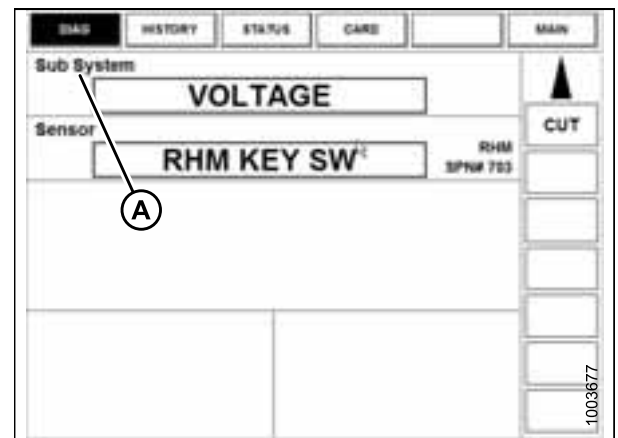 DIAG HISTORY STATUS CARD MAIN
Sub System
VOLTAGE
CUT
Sensor
RHM KEY SW
RHM
SPN# 703
A
1003677